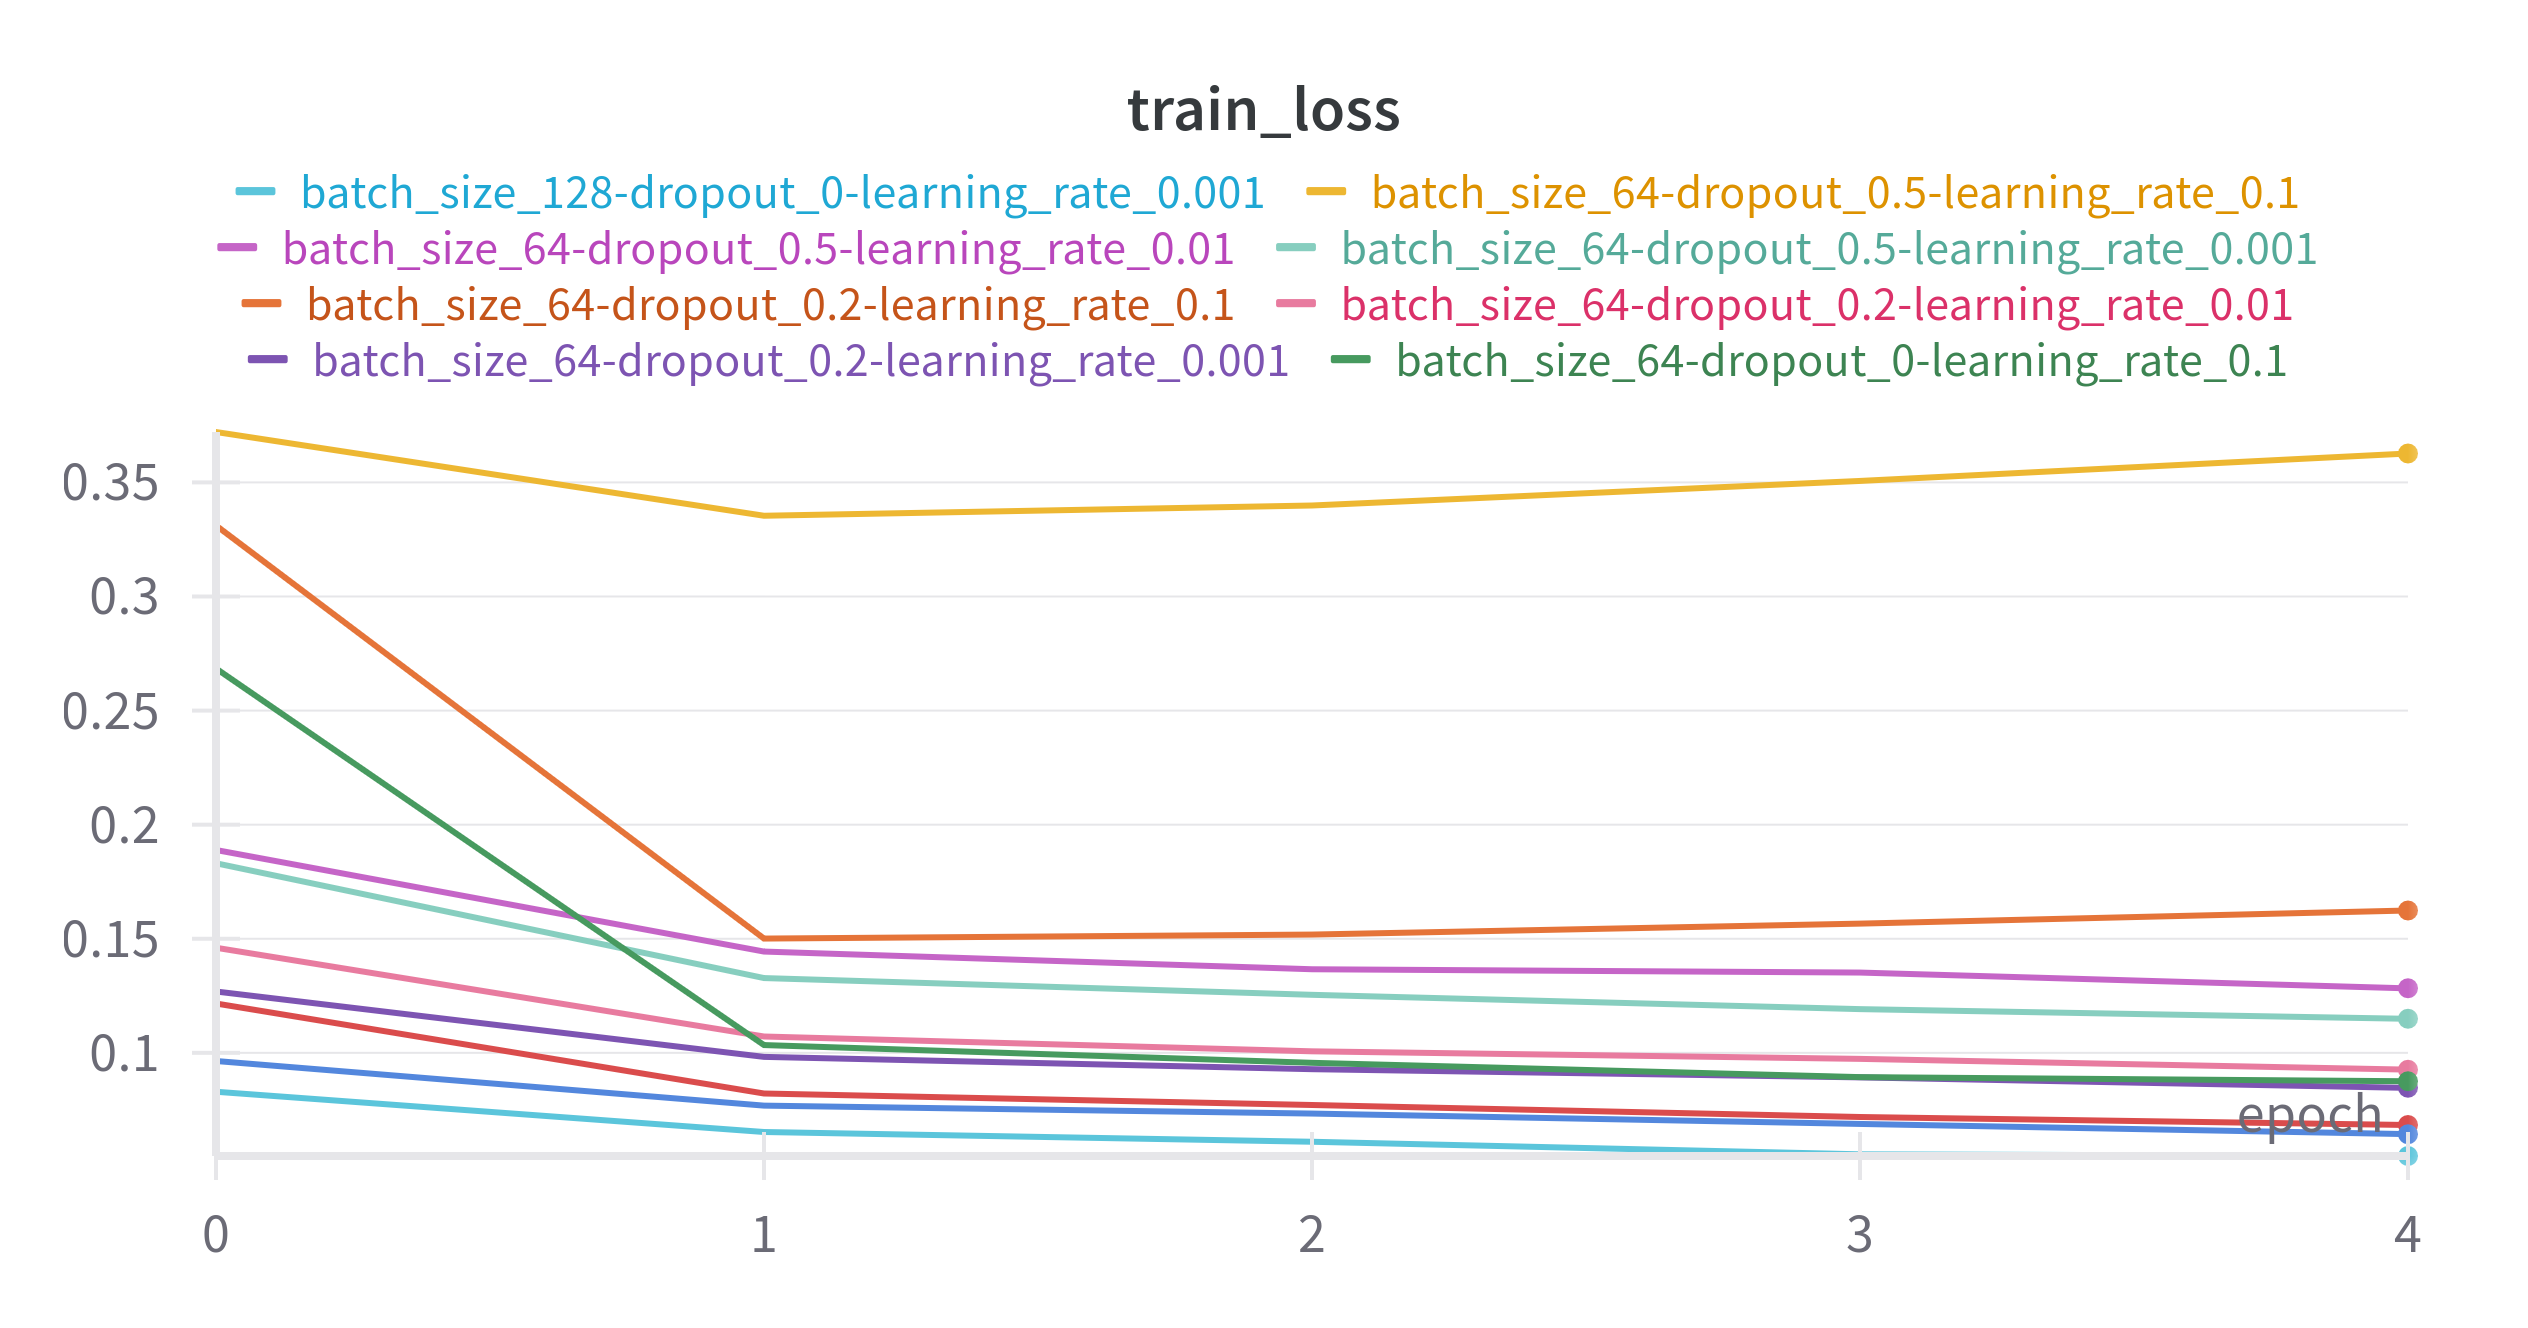 train_loss
batch_size_128-dropout_0-learning_rate_0.001 batch_size_64-dropout_0.5-learning_rate_0.1
batch_size_64-dropout_0.5-learning_rate_0.01 batch_size_64-dropout_0.5-learning_rate_0.001
batch_size_64-dropout_0.2-learning_rate_0.1 batch_size_64-dropout_0.2-learning_rate_0.01
batch_size_64-dropout_0.2-learning_rate_0.001 batch_size_64-dropout_0-learning_rate_0.1
0.35
0.3
0.25
0.2
0.15
0.1
epoch
0 1 2 3 4